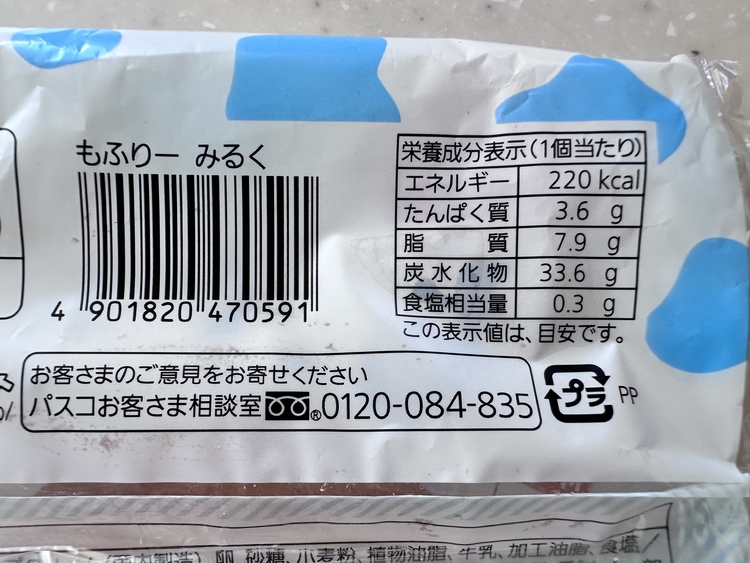 もふりー みるく
4 901820 470591
栄養成分表示(1個当たり)
エネルギー 220 kcal
たんぱく質 3.6 g
脂質 7.9 g
炭水化物 33.6 g
食塩相当量 0.3 g
この表示値は、目安です。
お客さまのご意見をお寄せください
パスコお客さま相談室 ® 0120-084-835
プラ PP
(国内製造)、卵、砂糖、小麦粉、植物油脂、牛乳、加工油脂、食塩/